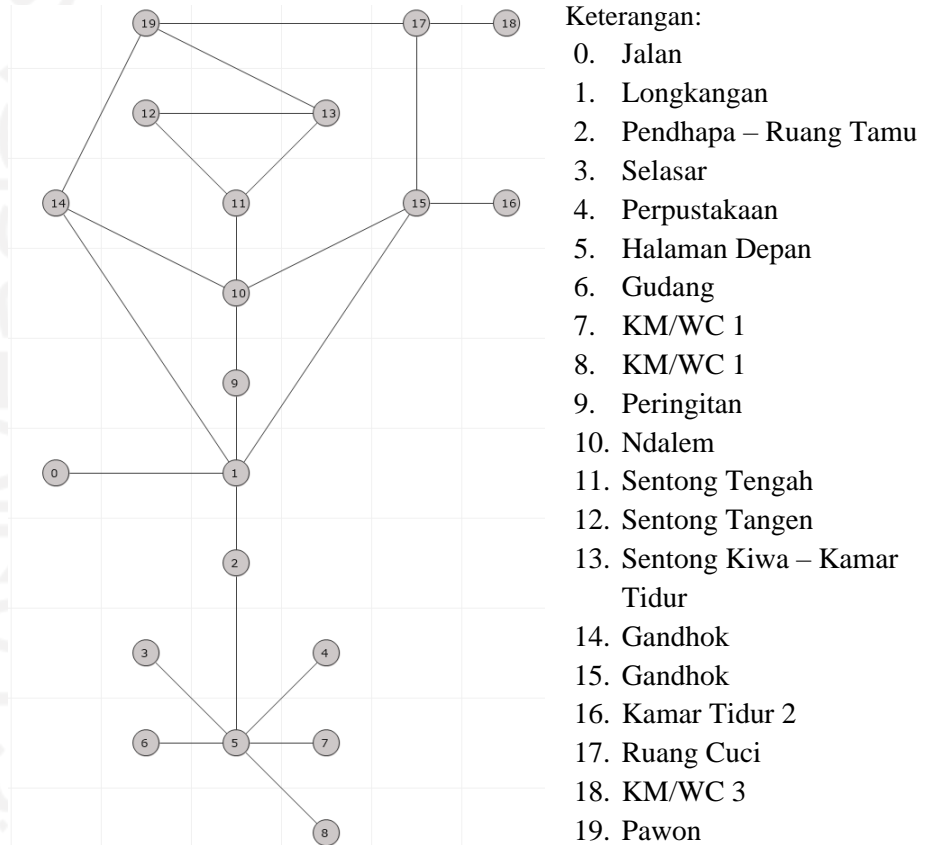 19
17
18
12
13
14
11
15
16
10
9
0
1
2
3
4
6
5
7
8
Keterangan:
0. Jalan
1. Longkangan
2. Pendhapa – Ruang Tamu
3. Selasar
4. Perpustakaan
5. Halaman Depan
6. Gudang
7. KM/WC 1
8. KM/WC 1
9. Peringitan
10. Ndalem
11. Sentong Tengah
12. Sentong Tangen
13. Sentong Kiwa – Kamar
Tidur
14. Gandhok
15. Gandhok
16. Kamar Tidur 2
17. Ruang Cuci
18. KM/WC 3
19. Pawon